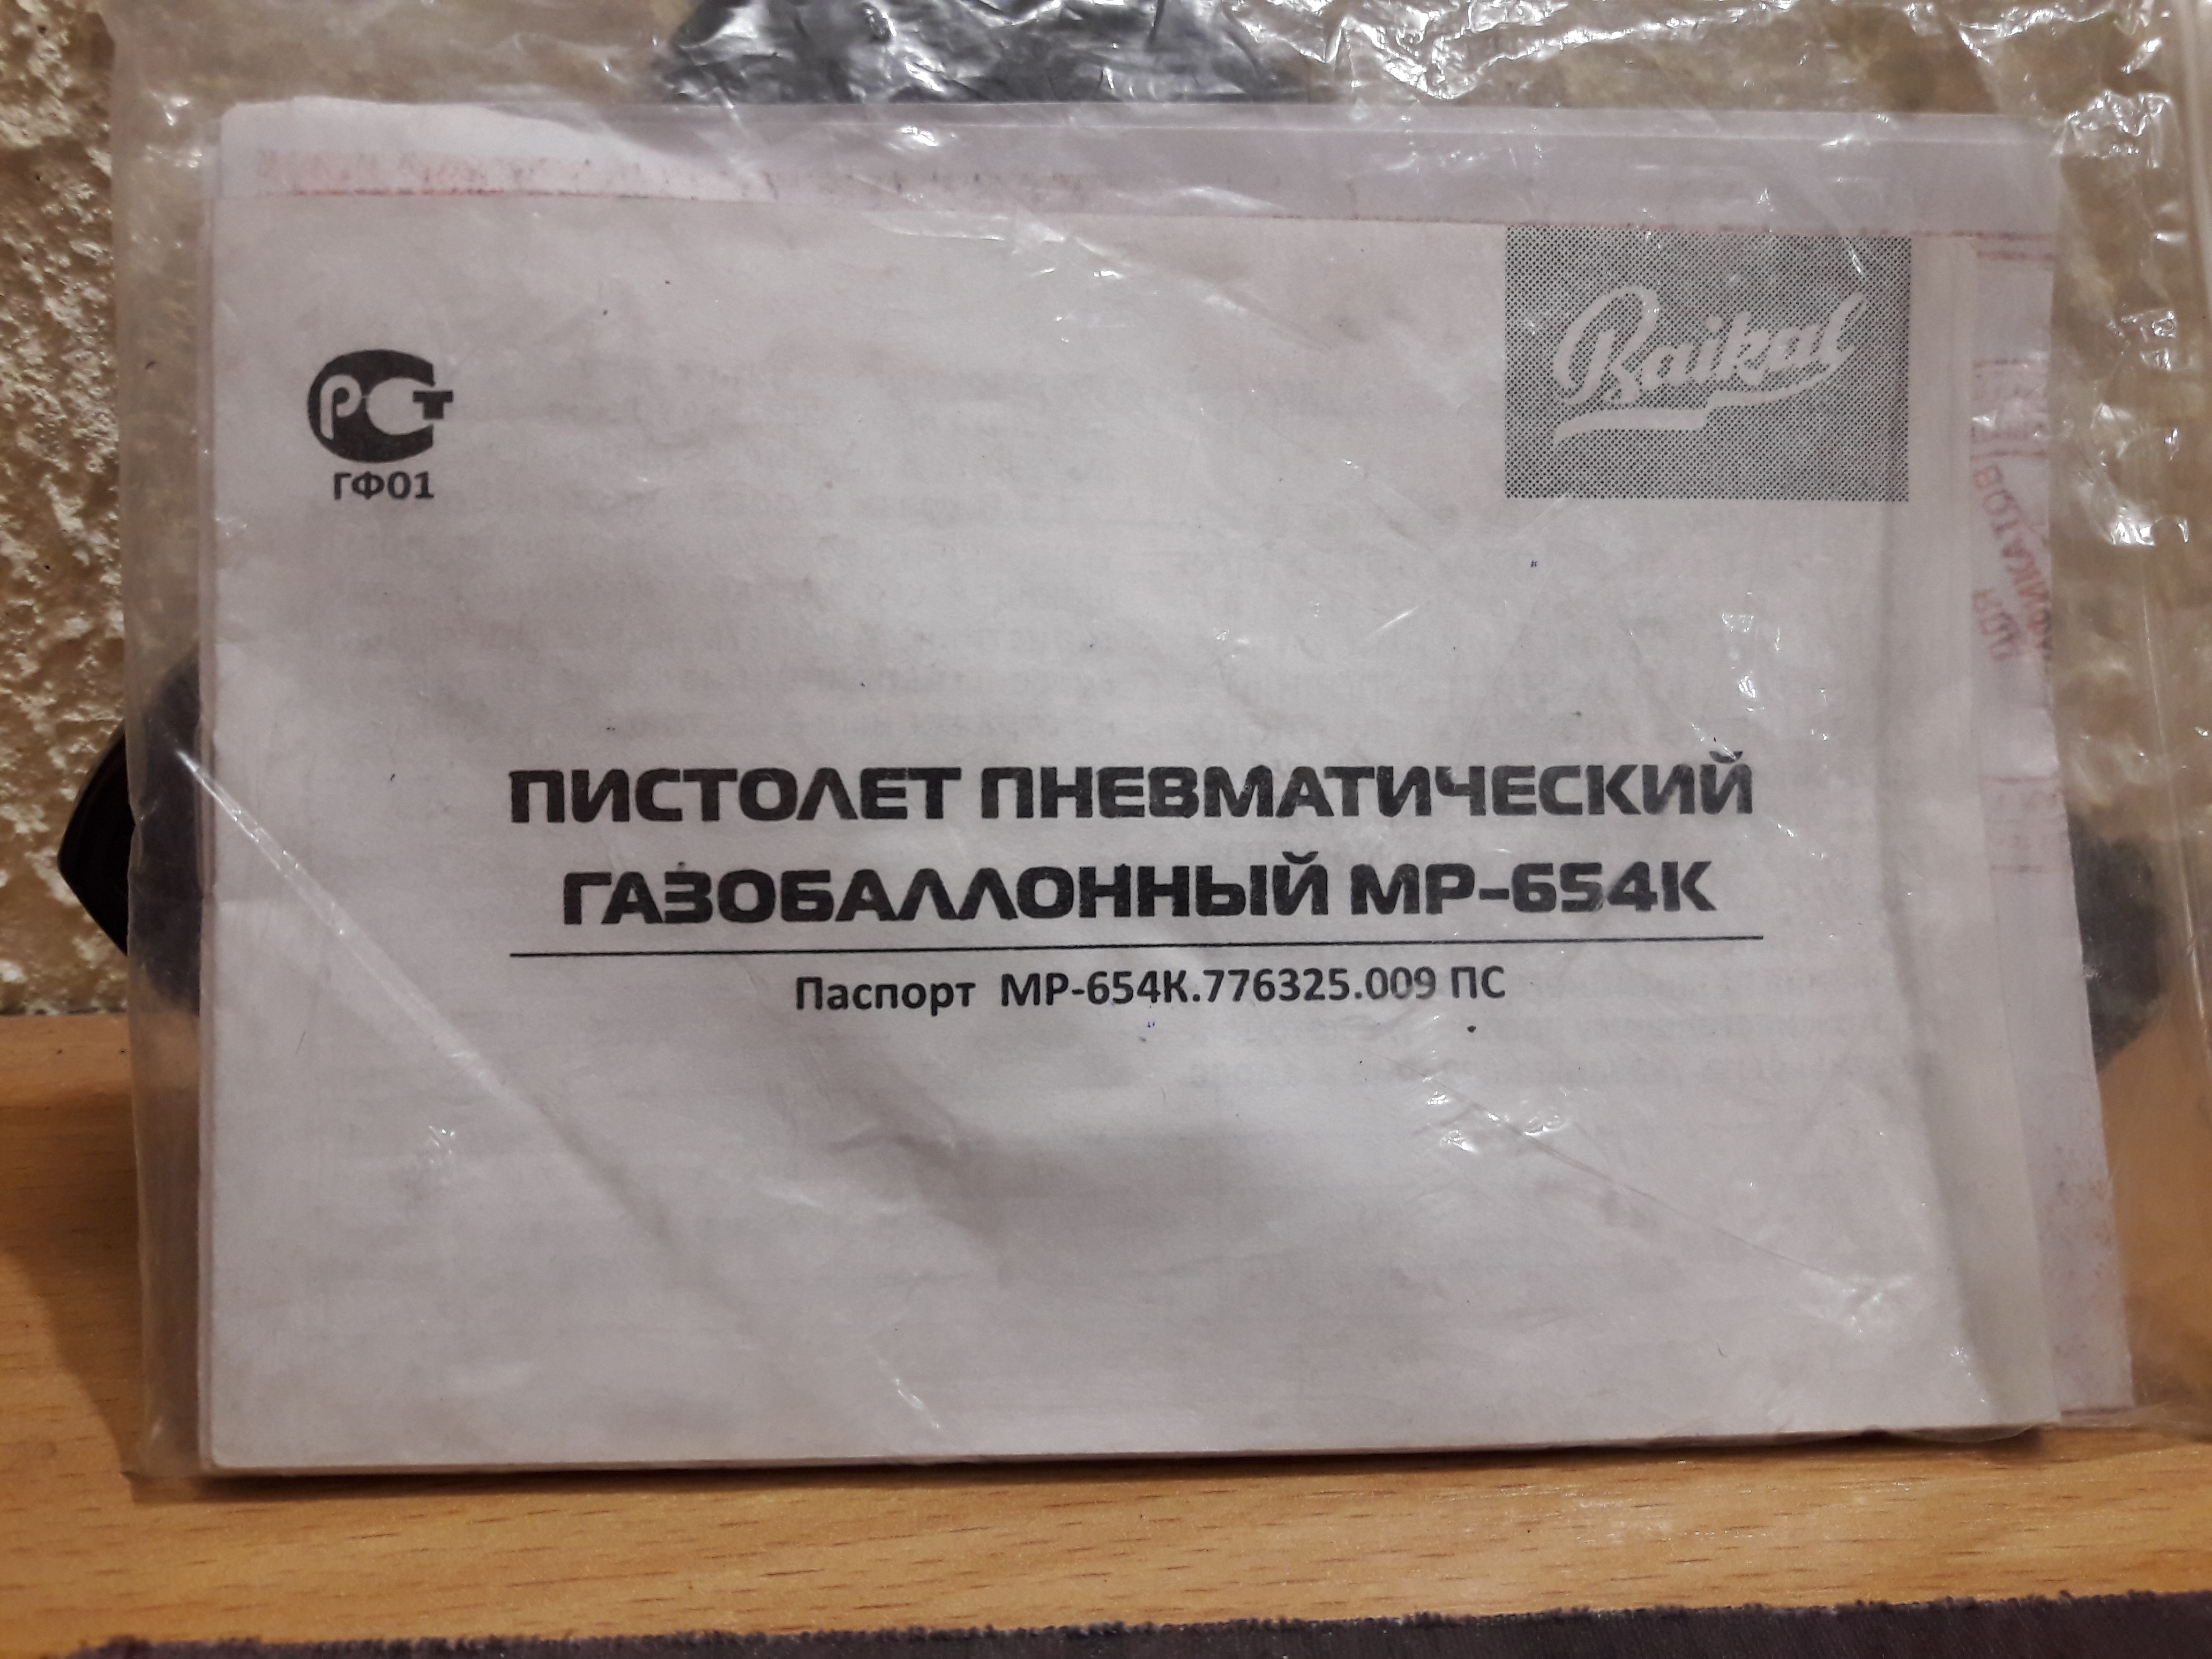 Baikal
РСТ
ГФ01
ПИСТОЛЕТ ПНЕВМАТИЧЕСКИЙ
ГАЗОБАЛЛОННЫЙ МР-654К
Паспорт МР-654К.776325.009 ПС